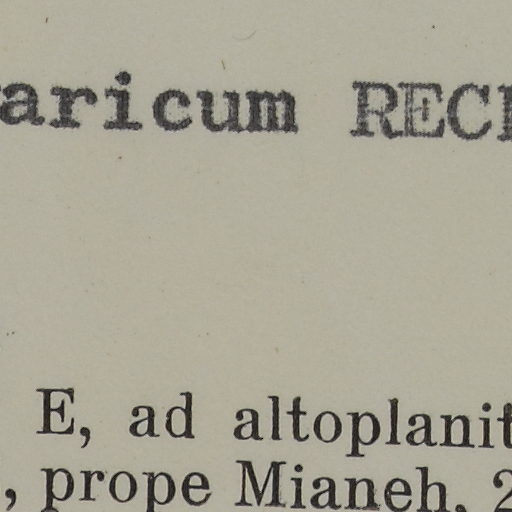 aricum REC
E, ad altoplanit
, prope Mianeh, 2